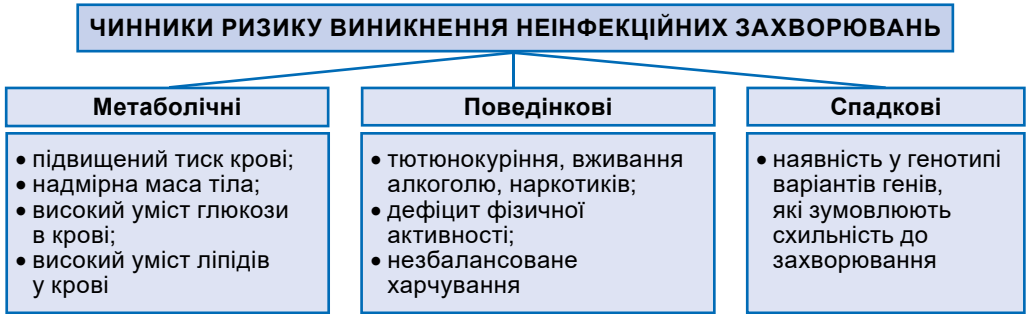 ЧИННИКИ РИЗИКУ ВИНИКНЕННЯ НЕІНФЕКЦІЙНИХ ЗАХВОРЮВАНЬ
Метаболічні
• підвищений тиск крові;
• надмірна маса тіла;
• високий уміст глюкози
в крові;
• високий уміст ліпідів
у крові
Поведінкові
• тютюнокуріння, вживання
алкоголю, наркотиків;
• дефіцит фізичної
активності;
• незбалансоване
харчування
Спадкові
• наявність у генотипі
варіантів генів,
які зумовлюють
схильність до
захворювання